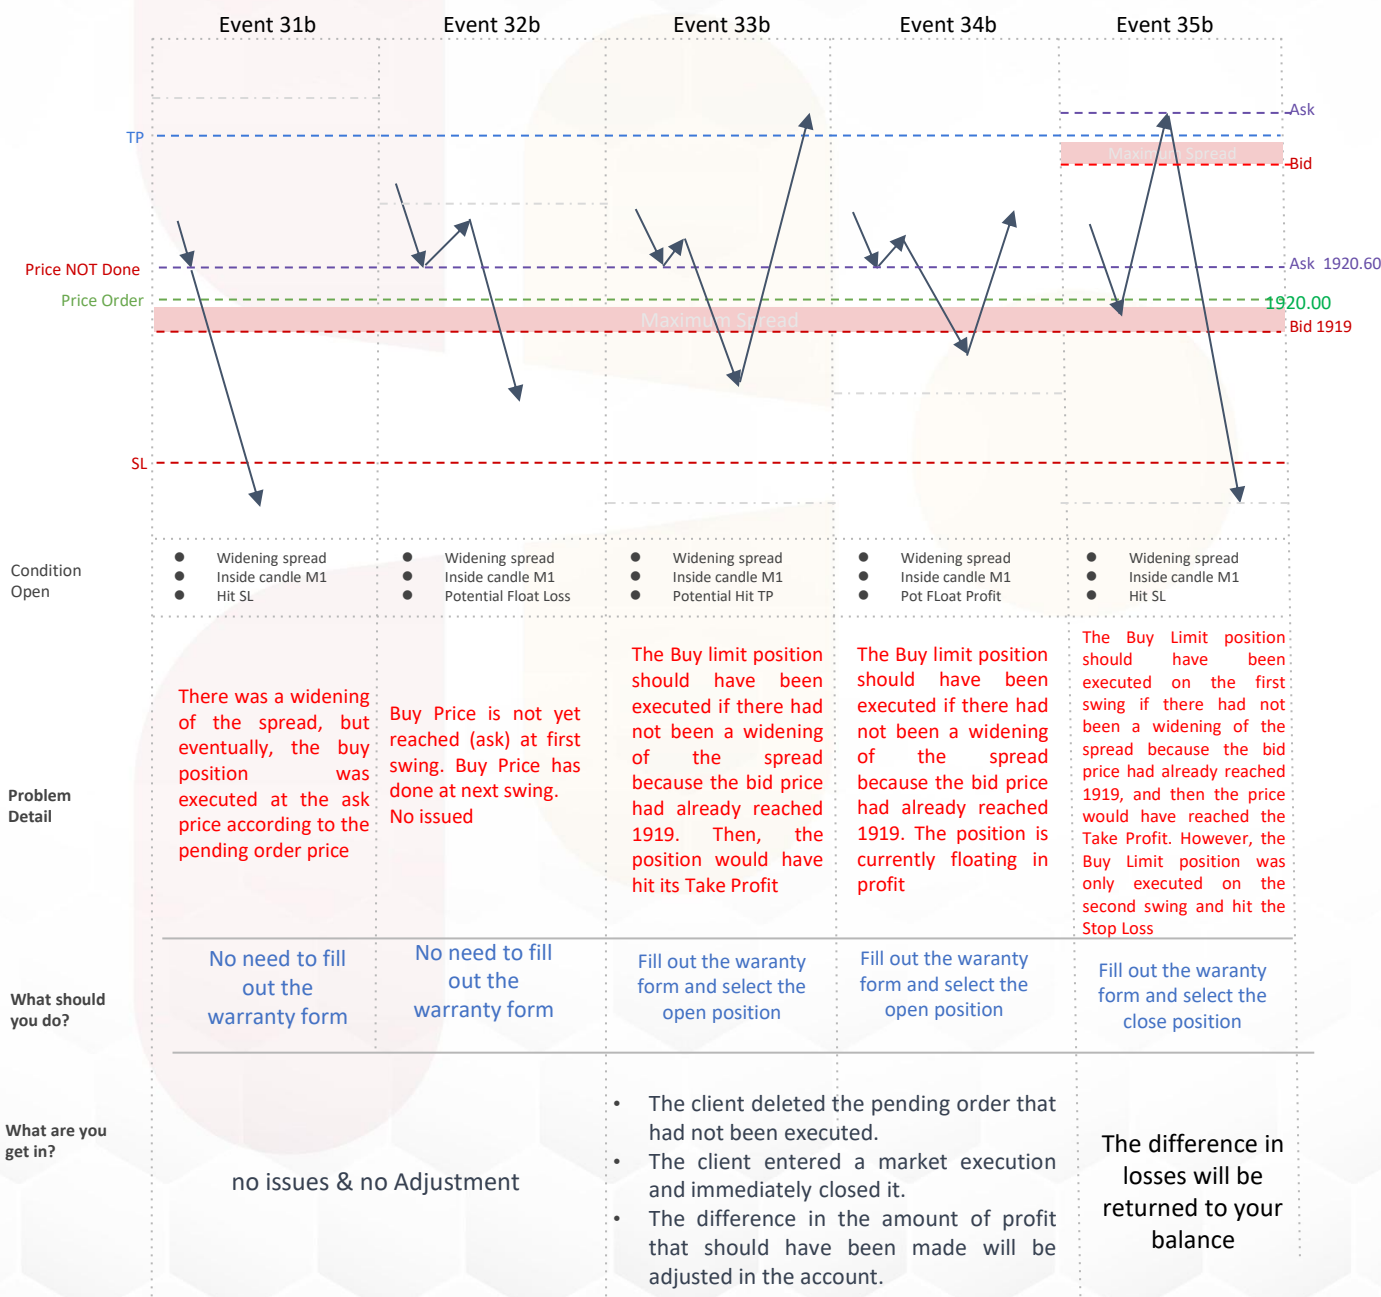 Event 31b
Event 32b
Event 33b
Event 34b
Event 35b
Ask
TP
Maximum Spread
Bid
Price NOT Done
Ask 1920.60
Price Order
1920.00
Maximum Spread
Bid 1919
SL
Condition
Open
● Widening spread
● Inside candle M1
● Hit SL
● Widening spread
● Inside candle M1
● Potential Float Loss
● Widening spread
● Inside candle M1
● Potential Hit TP
● Widening spread
● Inside candle M1
● Pot FLoat Profit
● Widening spread
● Inside candle M1
● Hit SL
Problem
Detail
There was a widening
of the spread, but
eventually, the buy
position was
executed at the ask
price according to the
pending order price
Buy Price is not yet
reached (ask) at first
swing. Buy Price has
done at next swing.
No issued
The Buy limit position
should have been
executed if there had
not been a widening
of the spread
because the bid price
had already reached
1919. Then, the
position would have
hit its Take Profit
The Buy limit position
should have been
executed if there had
not been a widening
of the spread
because the bid price
had already reached
1919. The position is
currently floating in
profit
The Buy Limit position
should have been
executed on the first
swing if there had not
been a widening of the
spread because the bid
price had already reached
1919, and then the price
would have reached the
Take Profit. However, the
Buy Limit position was
only executed on the
second swing and hit the
Stop Loss
What should
you do?
No need to fill
out the
warranty form
No need to fill
out the
warranty form
Fill out the waranty
form and select the
open position
Fill out the waranty
form and select the
open position
Fill out the waranty
form and select the
close position
What are you
get in?
no issues & no Adjustment
• The client deleted the pending order that
had not been executed.
• The client entered a market execution
and immediately closed it.
• The difference in the amount of profit
that should have been made will be
adjusted in the account.
The difference in
losses will be
returned to your
balance